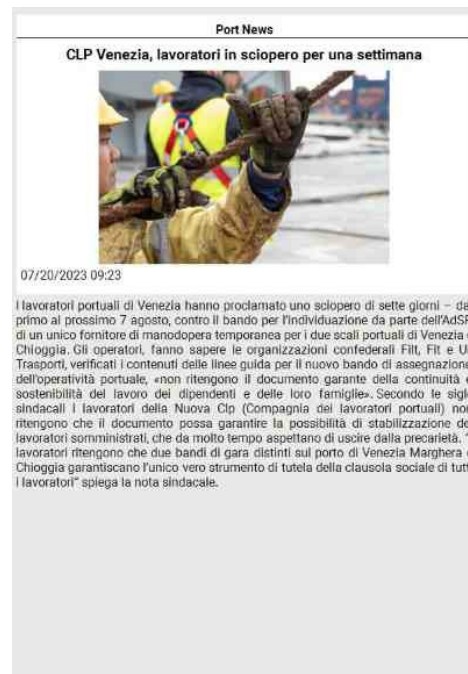 Port News
CLP Venezia, lavoratori in sciopero per una settimana
07/20/2023 09:23
I lavoratori portuali di Venezia hanno proclamato uno sciopero di sette giorni – da
primo al prossimo 7 agosto, contro il bando per l'individuazione da parte dell'AdSP
di un unico fornitore di manodopera temporanea per i due scali portuali di Venezia e
Chioggia. Gli operatori, fanno sapere le organizzazioni confederali Filt, Fit e Ui
Trasporti, verificati i contenuti delle linee guida per il nuovo bando di assegnazione
dell'operatività portuale, «non ritengono il documento garante della continuità e
sostenibilità del lavoro dei dipendenti e delle loro famiglie». Secondo le sigle
sindacali i lavoratori della Nuova Clp (Compagnia dei lavoratori portuali) non
ritengono che il documento possa garantire la possibilità di stabilizzazione de
lavoratori somministrati, che da molto tempo aspettano di uscire dalla precarietà. "I
lavoratori ritengono che due bandi di gara distinti sul porto di Venezia Marghera e
Chioggia garantiscano l'unico vero strumento di tutela della clausola sociale di tutt
i lavoratori" spiega la nota sindacale.